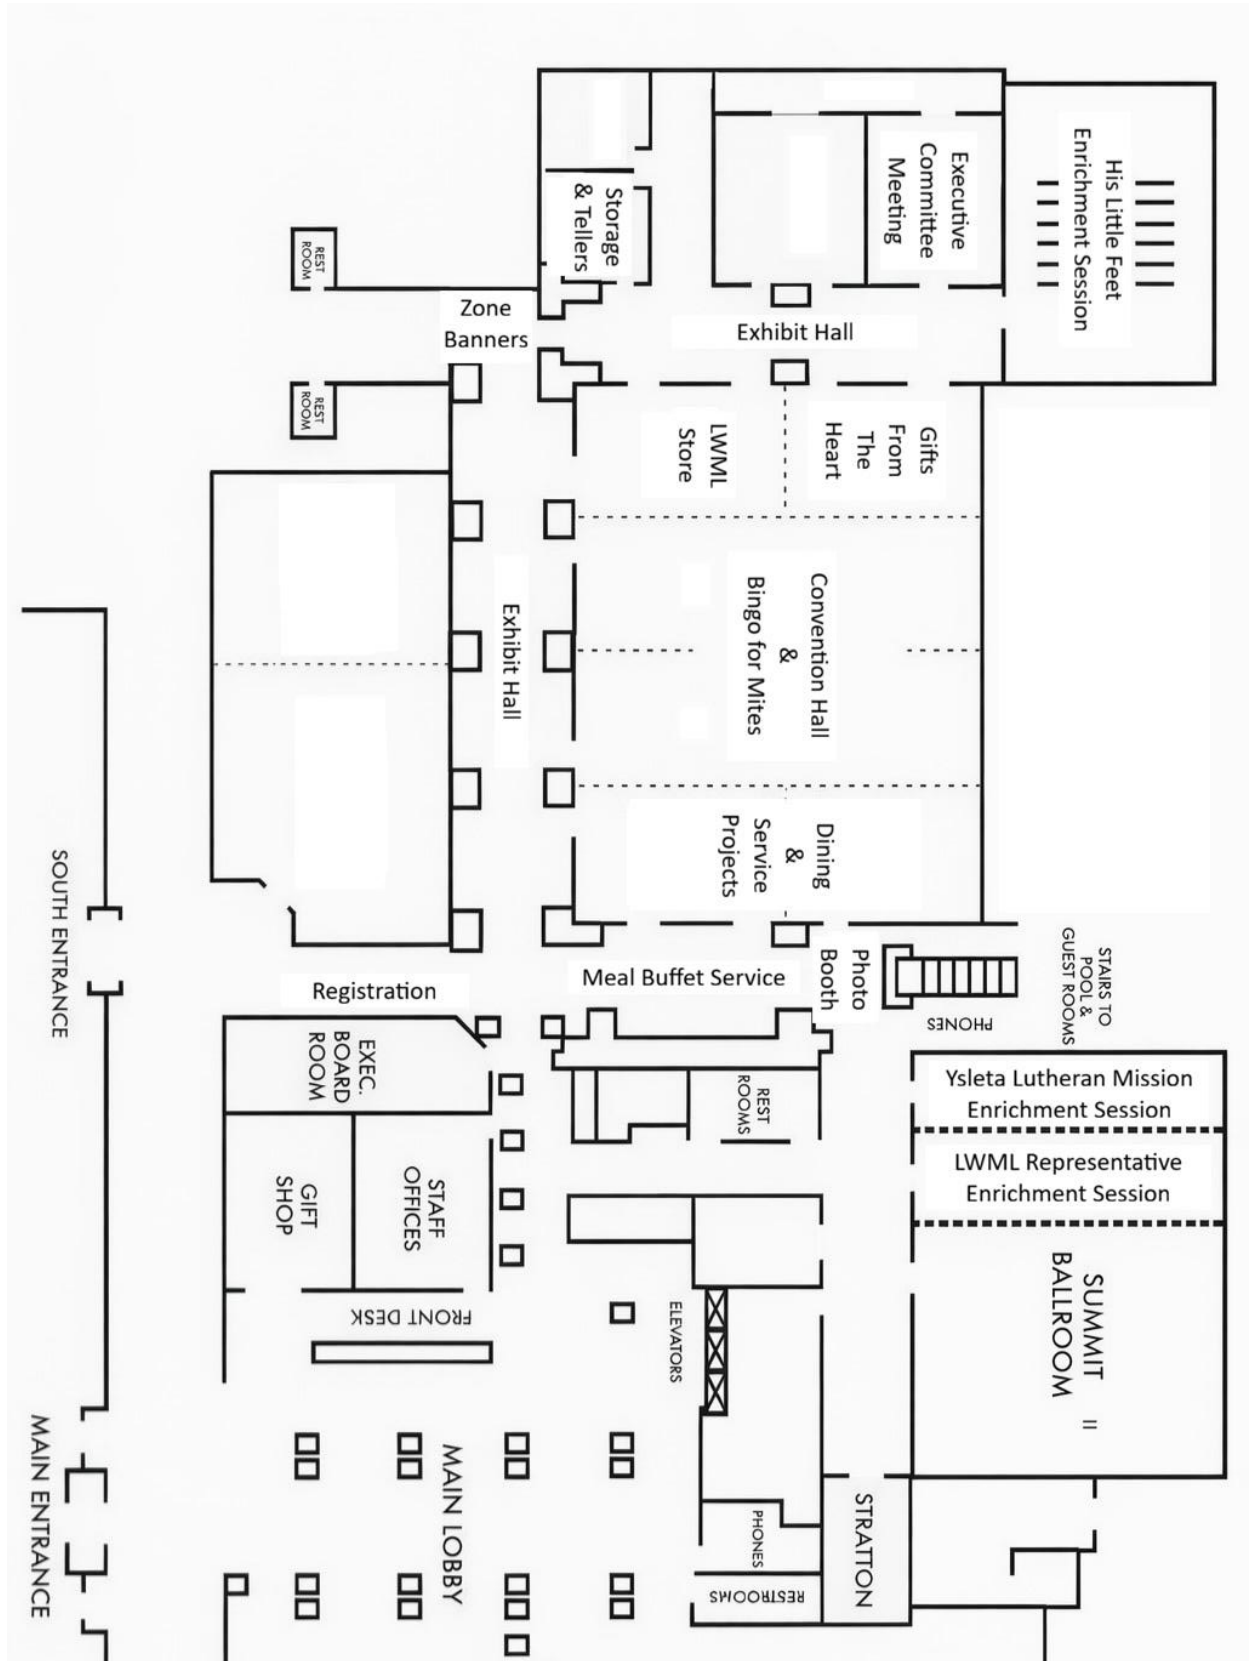 His Little Feet
Enrichment Session
Executive
Committee
Meeting
Storage
& Tellers
REST
ROOM
Zone
Banners
Exhibit Hall
REST
ROOM
LWML
Store
Gifts
From
The
Heart
Exhibit Hall
Convention Hall
&
Bingo for Mites
Dining
&
Service
Projects
SOUTH ENTRANCE
Registration
Meal Buffet Service
Photo
Booth
STAIRS TO
POOL &
GUEST ROOMS
PHONES
EXEC.
BOARD
ROOM
REST
ROOMS
Ysleta Lutheran Mission
Enrichment Session
LWML Representative
Enrichment Session
GIFT
SHOP
STAFF
OFFICES
FRONT DESK
ELEVATORS
SUMMIT
BALLROOM II
MAIN ENTRANCE
MAIN LOBBY
PHONES
STRATTON
RESTROOMS